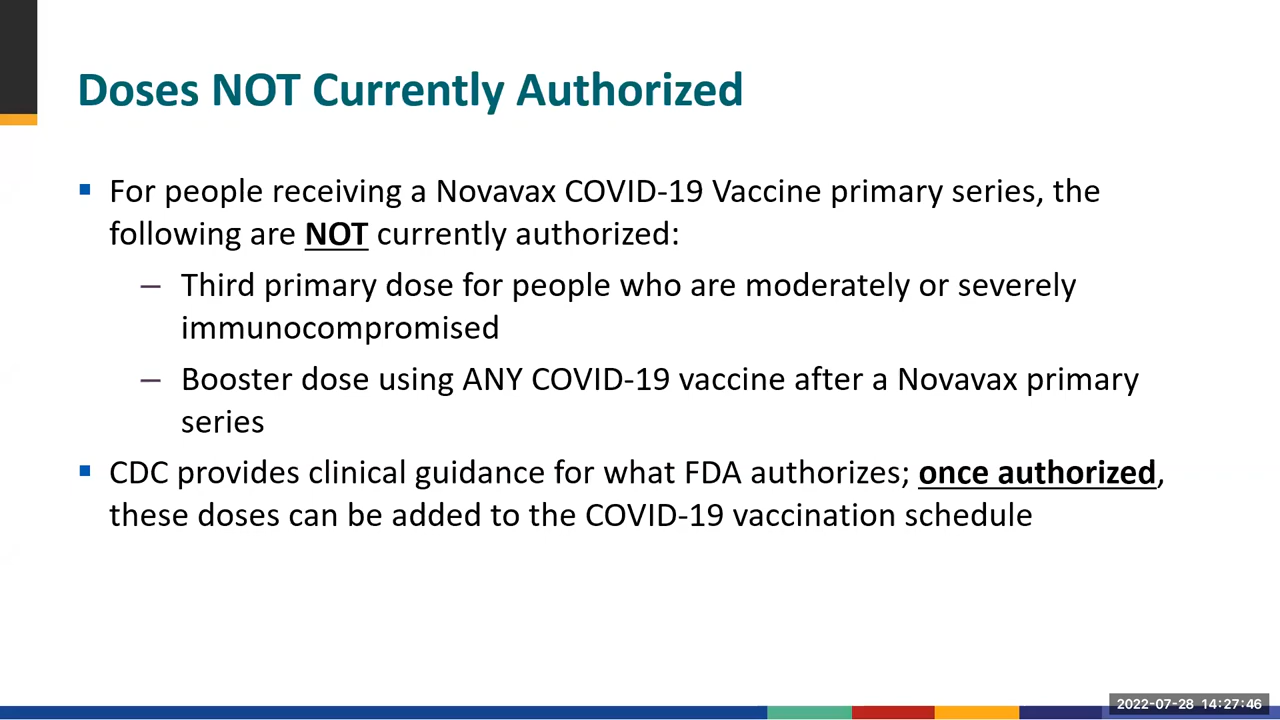 Doses NOT Currently Authorized
▪ For people receiving a Novavax COVID-19 Vaccine primary series, the
following are NOT currently authorized:
– Third primary dose for people who are moderately or severely
immunocompromised
– Booster dose using ANY COVID-19 vaccine after a Novavax primary
series
▪ CDC provides clinical guidance for what FDA authorizes; once authorized,
these doses can be added to the COVID-19 vaccination schedule
2022-07-28 14:27:46